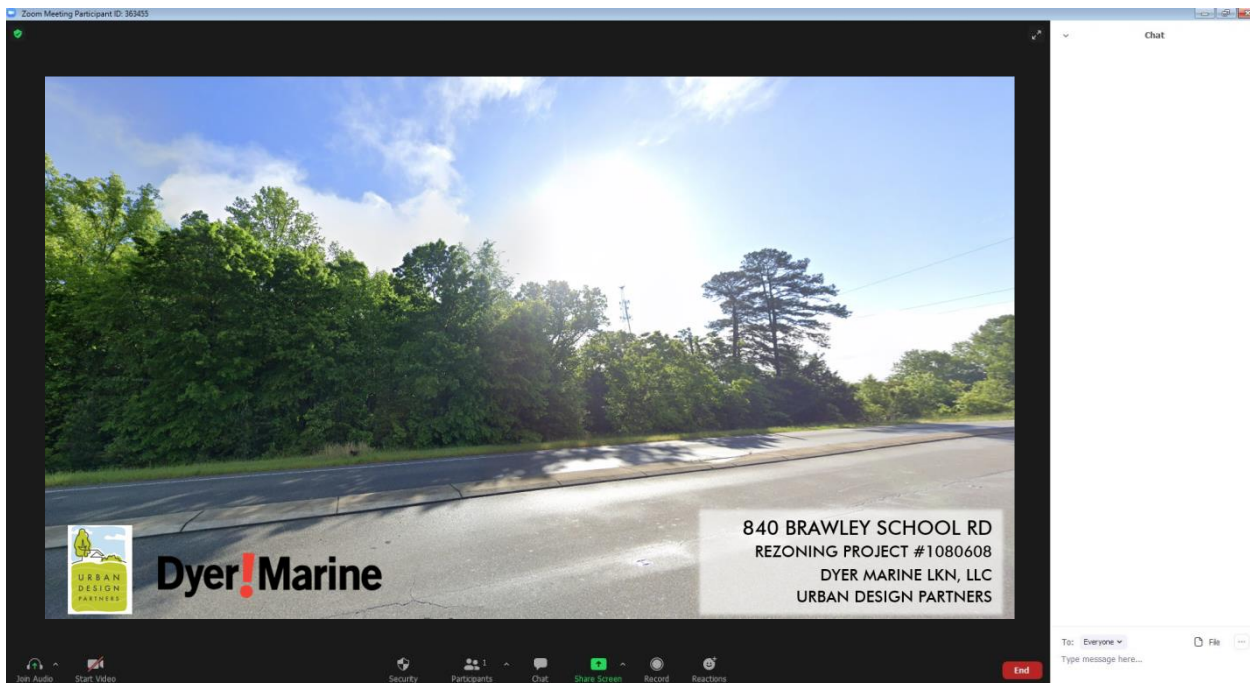 Zoom Meeting Participant ID: 363455
Chat
URBAN
DESIGN
PARTNERS
Dyer!Marine
840 BRAWLEY SCHOOL RD
REZONING PROJECT #1080608
DYER MARINE LKN, LLC
URBAN DESIGN PARTNERS
To: Everyone
File
Type message here...
Join Audio
Start Video
Security
1
Participants
Chat
Share Screen
Record
Reactions
End